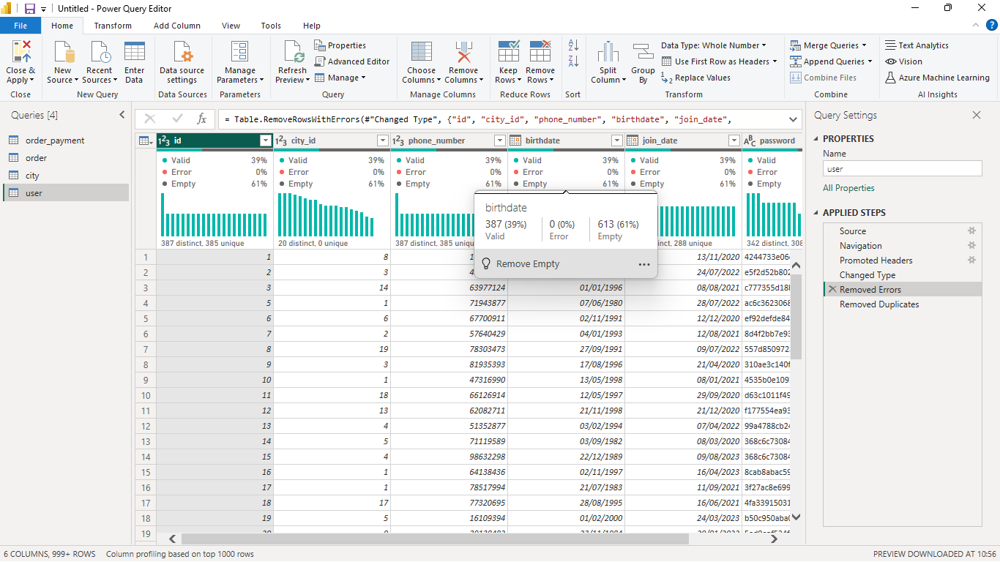 Untitled - Power Query Editor
File Home Transform Add Column View Tools Help
Close & Apply
New Source
Recent Sources
Enter Data
Data source settings
Manage Parameters
Refresh Preview
Properties
Advanced Editor
Manage
Choose Columns
Remove Columns
Keep Rows
Remove Rows
Split Column
Group By
Data Type: Whole Number
Use First Row as Headers
Replace Values
Merge Queries
Append Queries
Combine Files
Text Analytics
Vision
Azure Machine Learning
Close New Query Data Sources Parameters Query Manage Columns Reduce Rows Sort Transform Combine AI Insights
Queries [4]
order_payment
order
city
user
= Table.RemoveRowsWithErrors(#"Changed Type", {"id", "city_id", "phone_number", "birthdate", "join_date",
id city_id phone_number birthdate join_date password
Valid 39% Valid 39% Valid 39% Valid 39% Valid 39% Valid
Error 0% Error 0% Error 0% Error 0% Error 0% Error
Empty 61% Empty 61% Empty 61% Empty 61% Empty 61% Empty
387 distinct, 385 unique 20 distinct, 0 unique 387 distinct, 385 288 unique 342 distinct, 308
birthdate
387 (39%) 0 (0%) 613 (61%)
Valid Error Empty
Remove Empty
1 1 8 13/11/2020 4244733e06
2 2 3 24/07/2022 e5f2d52b802
3 3 14 63977124 01/01/1996 08/08/2021 c777355d18
4 5 1 71943877 07/06/1980 28/07/2022 ac6c3623068
5 6 6 67700911 02/11/1991 12/12/2020 ef92defde84
6 7 2 57640429 04/01/1993 12/08/2021 8d4f2bb7e93
7 8 19 78303473 27/09/1991 09/07/2022 557d850972
8 9 3 81935393 17/08/1996 21/04/2020 310ae3c140f
9 10 1 47316990 13/05/1998 08/01/2021 4535b0e109
10 11 18 66126914 12/05/1997 29/09/2020 d63c1011f49
11 12 13 62082711 21/11/1998 21/12/2020 f177554ea93
12 13 4 51352877 03/02/1994 07/04/2022 99a4788cb24
13 14 5 71119589 03/09/1982 08/03/2020 368c6c73084
14 15 4 98632298 22/12/1989 09/08/2023 368c6c73084
15 16 1 64138436 02/11/1997 16/04/2023 8cab8abac59
16 17 1 78517994 21/07/1983 11/09/2021 3f27ac8e699
17 18 17 77320695 28/08/1995 16/06/2021 4fa33915031
18 19 5 16109394 01/02/2000 24/03/2023 b50c950aba
19
Query Settings
PROPERTIES
Name
user
All Properties
APPLIED STEPS
Source
Navigation
Promoted Headers
Changed Type
Removed Errors
Removed Duplicates
6 COLUMNS, 999+ ROWS Column profiling based on top 1000 rows
PREVIEW DOWNLOADED AT 10:56